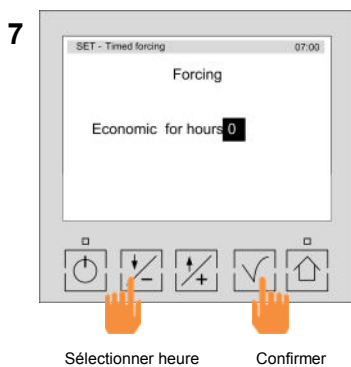 7
SET - Timed forcing 07:00
Forcing
Economic for hours 0
Sélectionner heure Confirmer